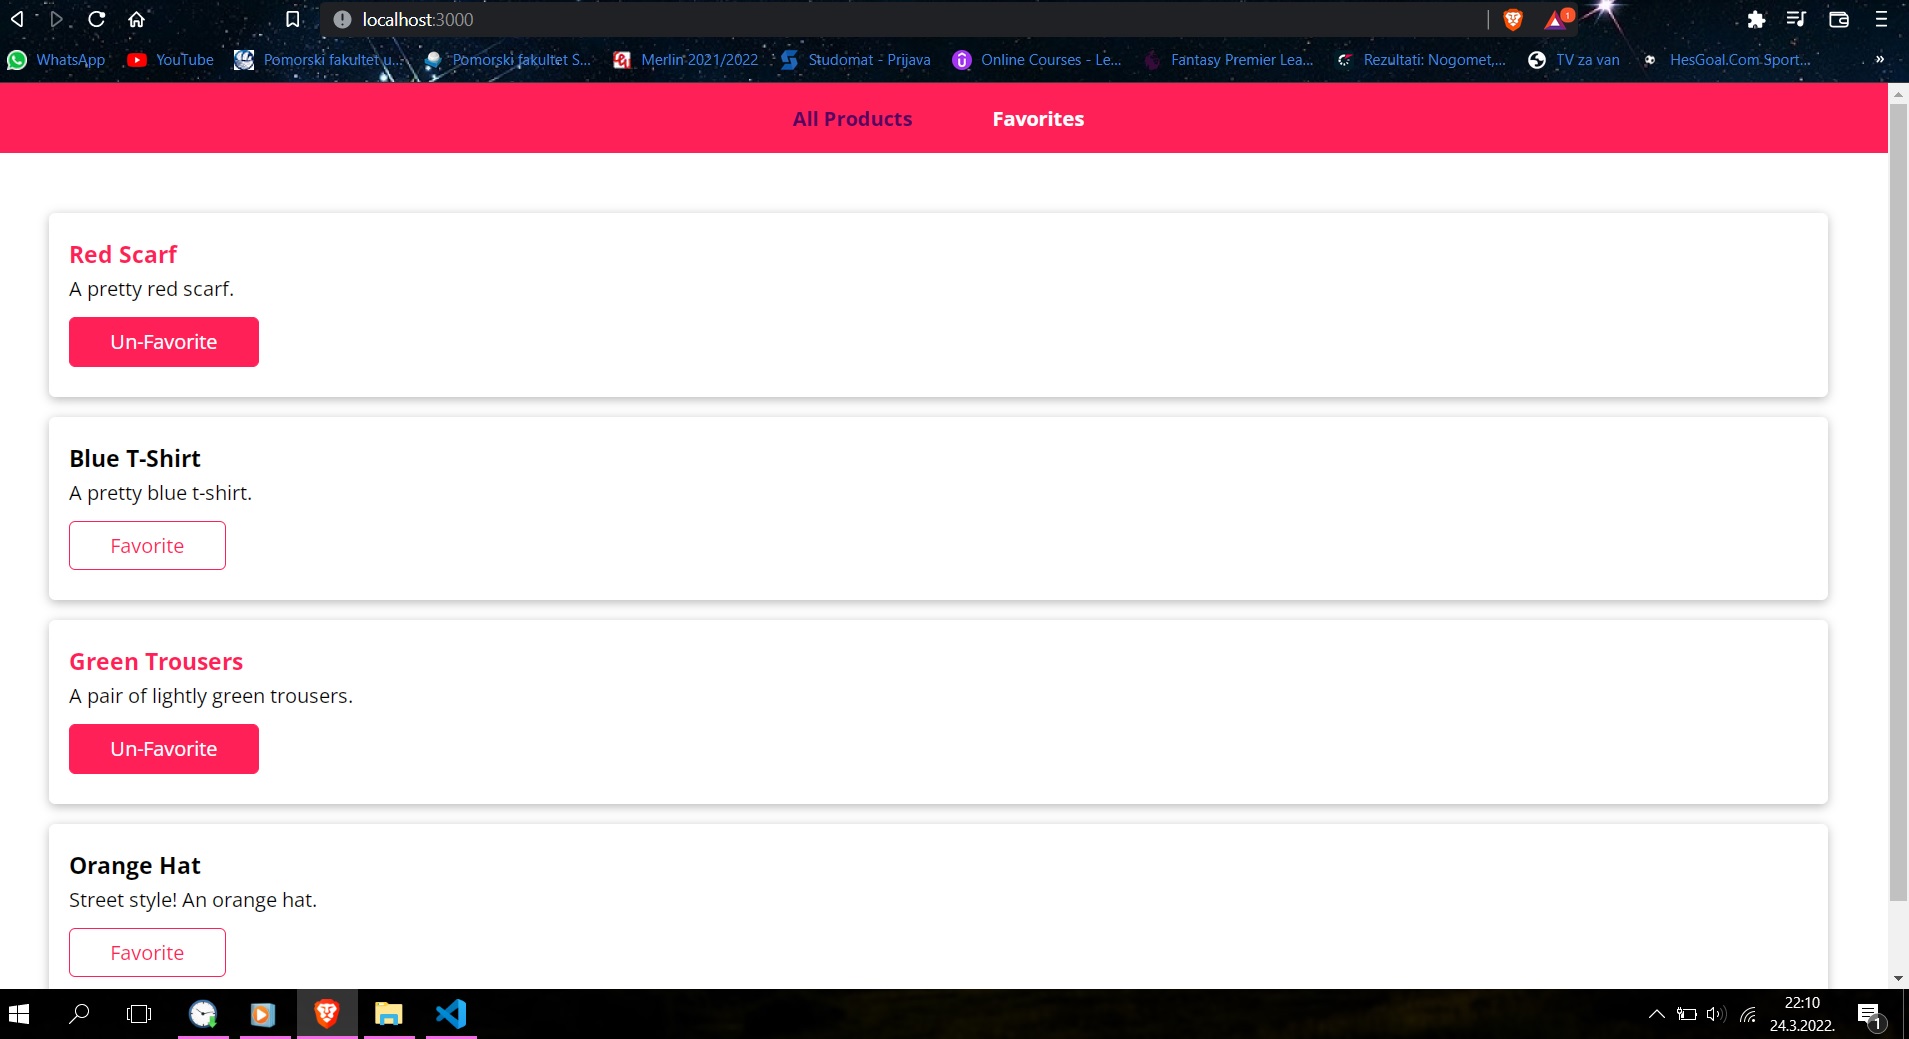 localhost:3000
1
WhatsApp YouTube Pomorski fakultet u... Pomorski fakultet S... Merlin 2021/2022 Studomat - Prijava Online Courses - Le... Fantasy Premier Lea... Rezultati: Nogomet,... TV za van HesGoal.Com Sport... »
All Products Favorites
Red Scarf
A pretty red scarf.
Un-Favorite
Blue T-Shirt
A pretty blue t-shirt.
Favorite
Green Trousers
A pair of lightly green trousers.
Un-Favorite
Orange Hat
Street style! An orange hat.
Favorite
22:10
24.3.2022.
1